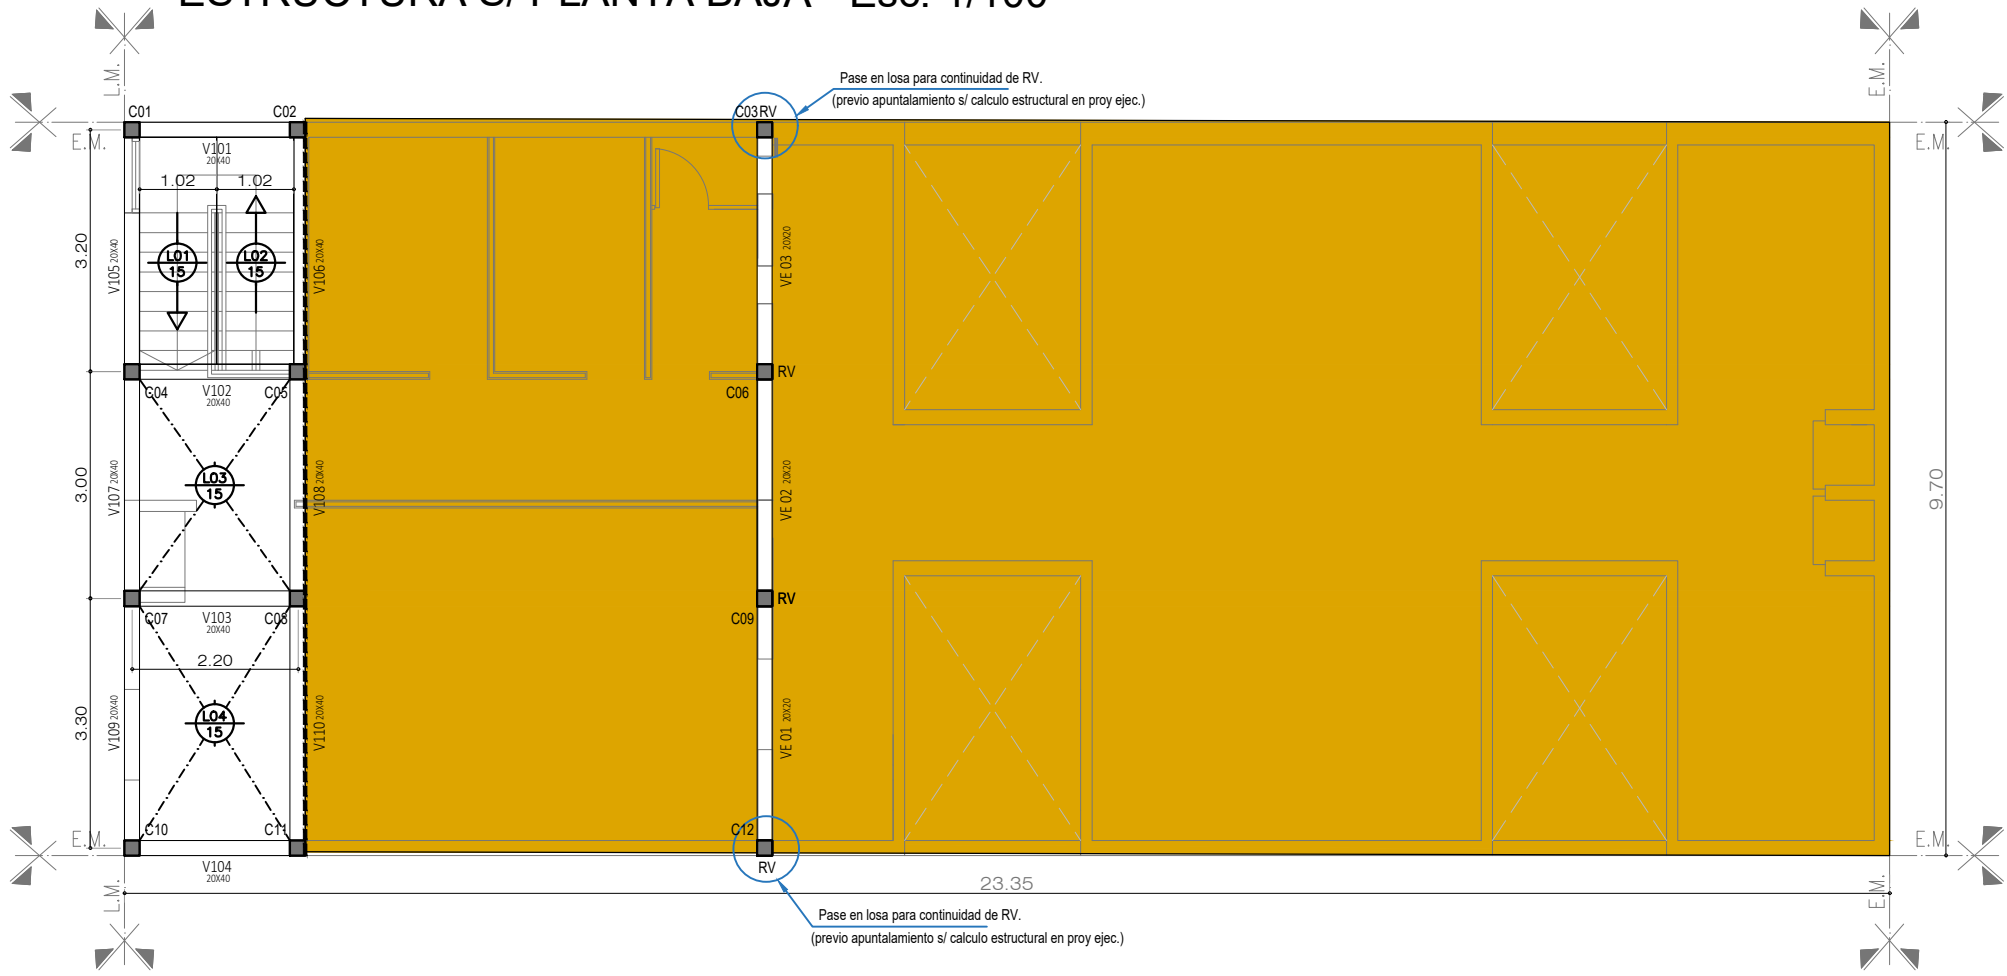 ESTRUCTURA S/ PLANTA BAJA - Esc. 1/100
L.M.
E.M.
Pase en losa para continuidad de RV.
(previo apuntalamiento s/ calculo estructural en proy ejec.)
C01
C02
C03
RV
E.M.
E.M.
V101
20X40
1.02
1.02
3.20
V105 20X40
L01
15
L02
15
V106 20X40
VE 03 20X20
C04
V102
20X40
C05
C06
RV
3.00
V107 20X40
L03
15
V108 20X40
VE 02 20X20
9.70
C07
V103
20X40
C08
C09
RV
2.20
3.30
V109 20X40
L04
15
V110 20X40
VE 01 20X20
E.M.
C10
C11
C12
E.M.
V104
20X40
RV
L.M.
23.35
E.M.
Pase en losa para continuidad de RV.
(previo apuntalamiento s/ calculo estructural en proy ejec.)